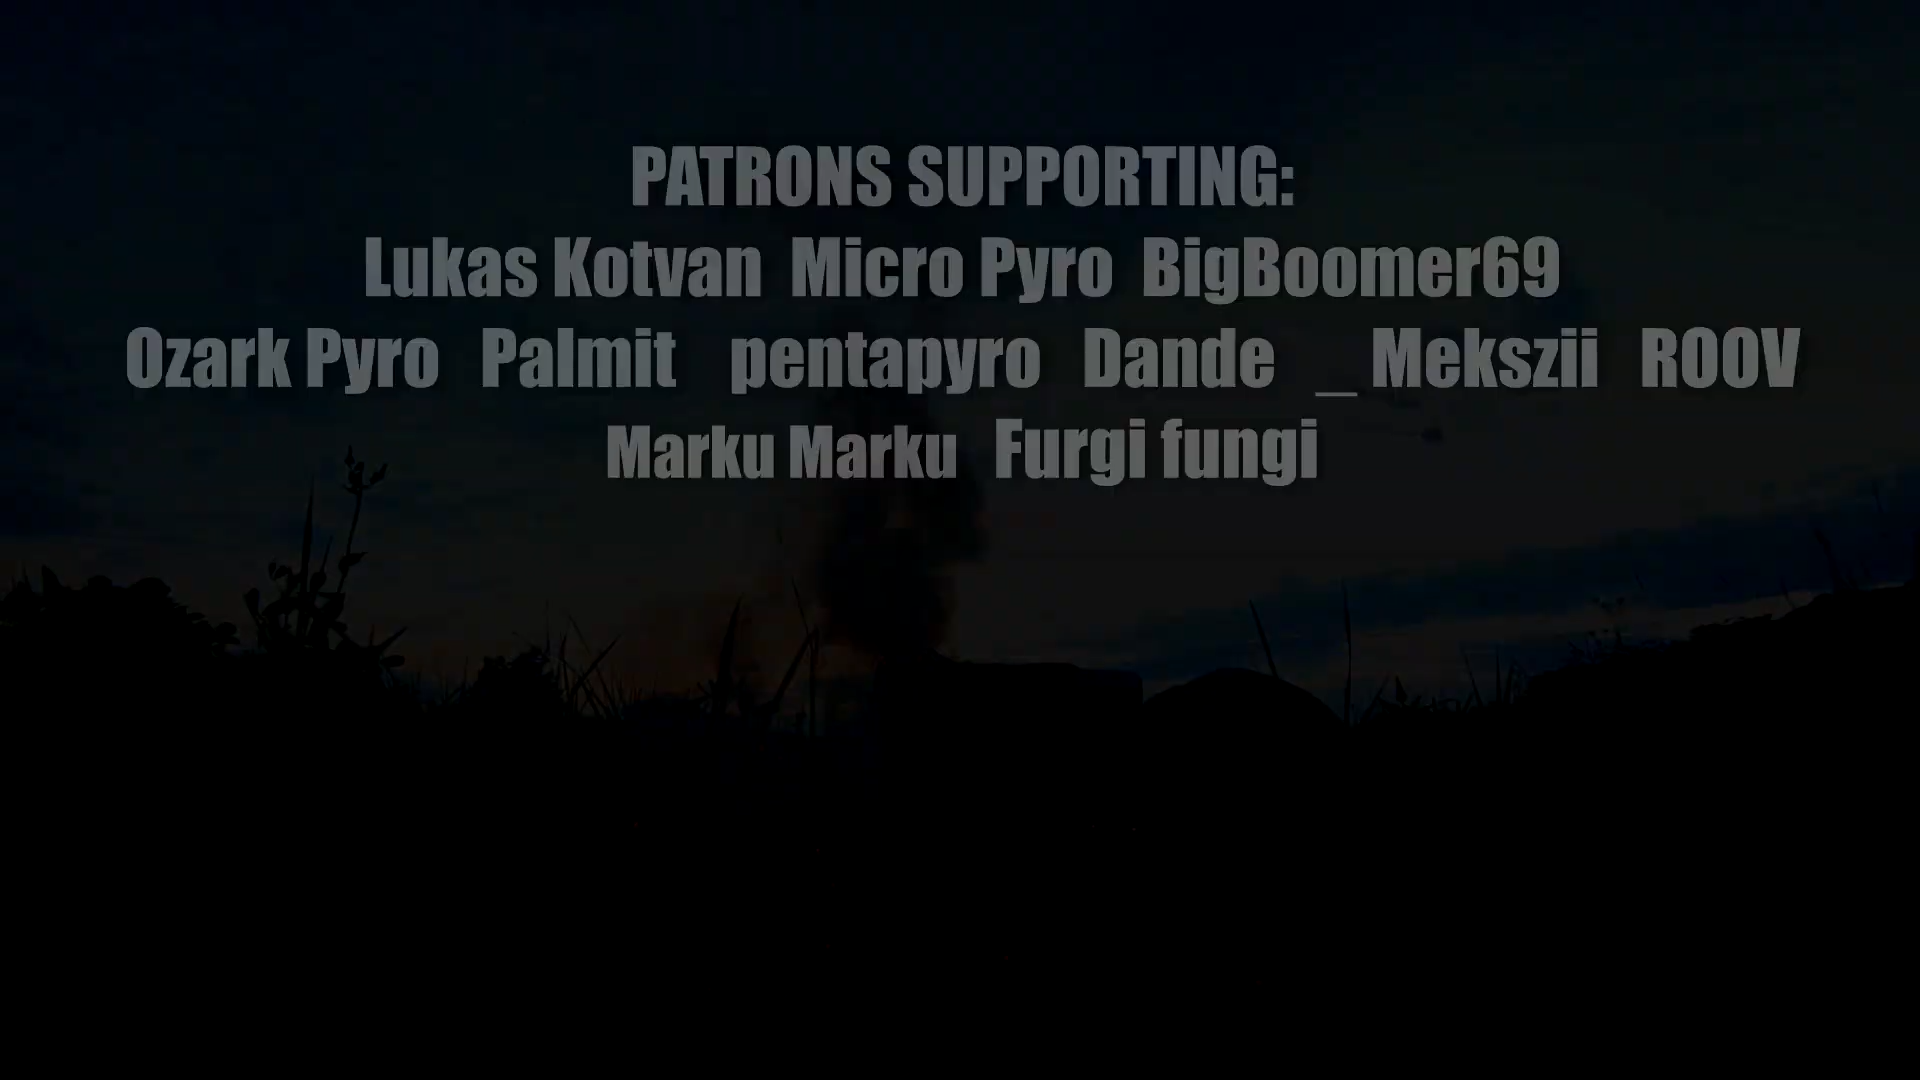 PATRONS SUPPORTING:
Lukas Kotvan Micro Pyro BigBoomer69
Ozark Pyro Palmit pentapyro Dande _ Mekszii ROOV
Marku Marku Furgi fungi